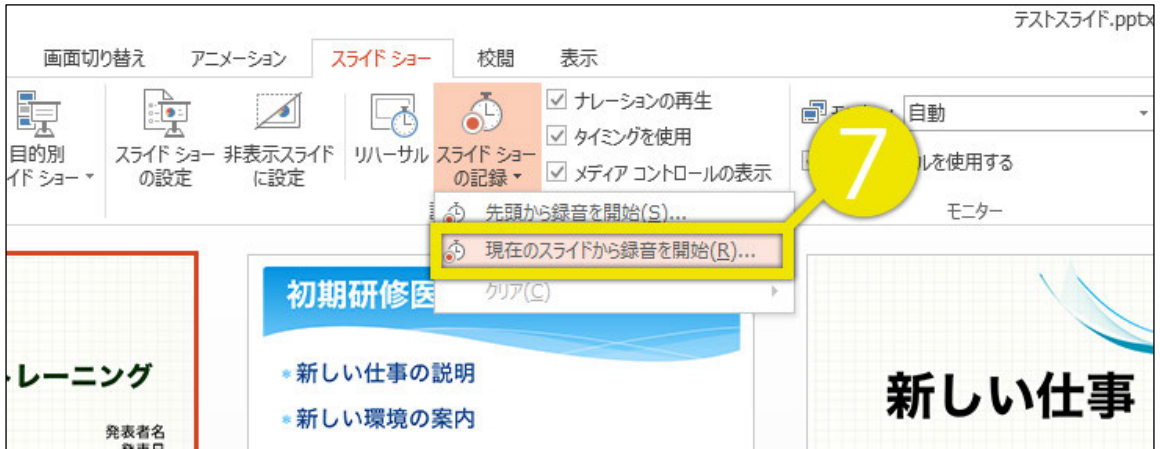 テストスライド.pptx
画面切り替え アニメーション スライド ショー 校閲 表示
目的別
イド ショー
スライド ショー
の設定
非表示スライド
に設定
リハーサル
スライド ショー
の記録
ナレーションの再生
タイミングを使用
メディア コントロールの表示
自動
ルを使用する
モニター
7
先頭から録音を開始(S)...
現在のスライドから録音を開始(R)...
クリア(C)
トレーニング
発表者名
初期研修医
新しい仕事の説明
新しい環境の案内
新しい仕事